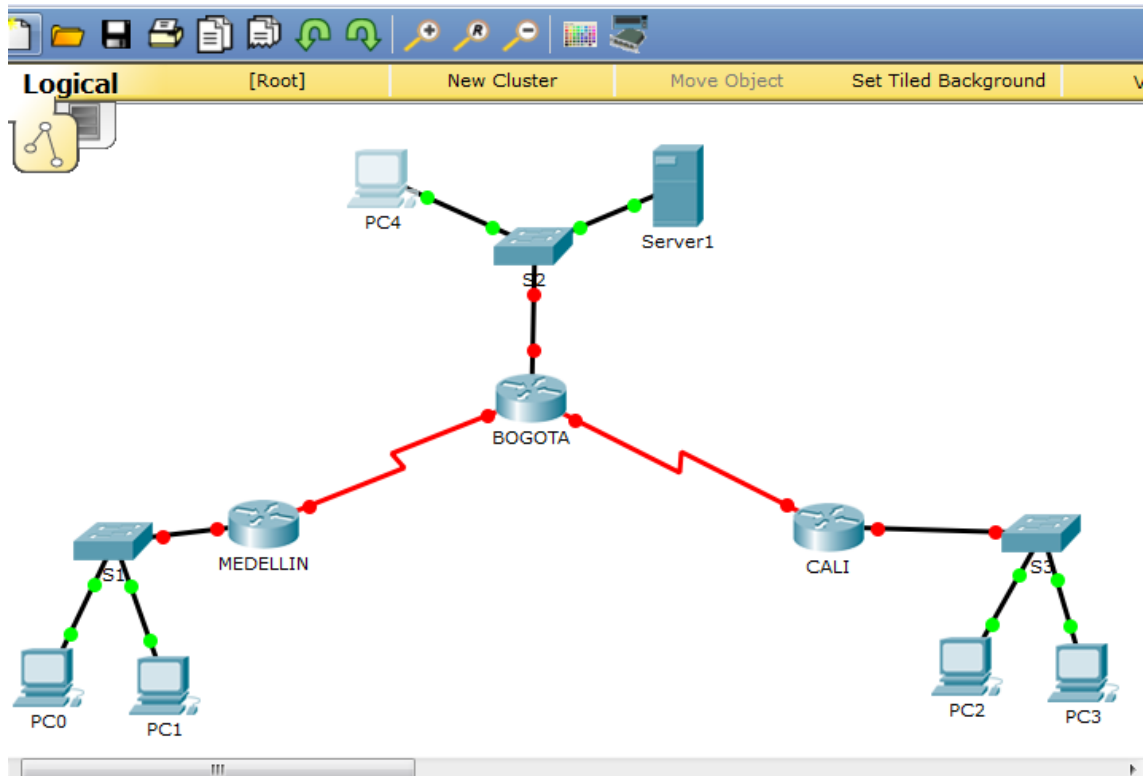 Logical [Root] New Cluster Move Object Set Tiled Background V
PC4
Server1
S2
BOGOTA
MEDELLIN
S1
CALI
S3
PC0
PC1
PC2
PC3